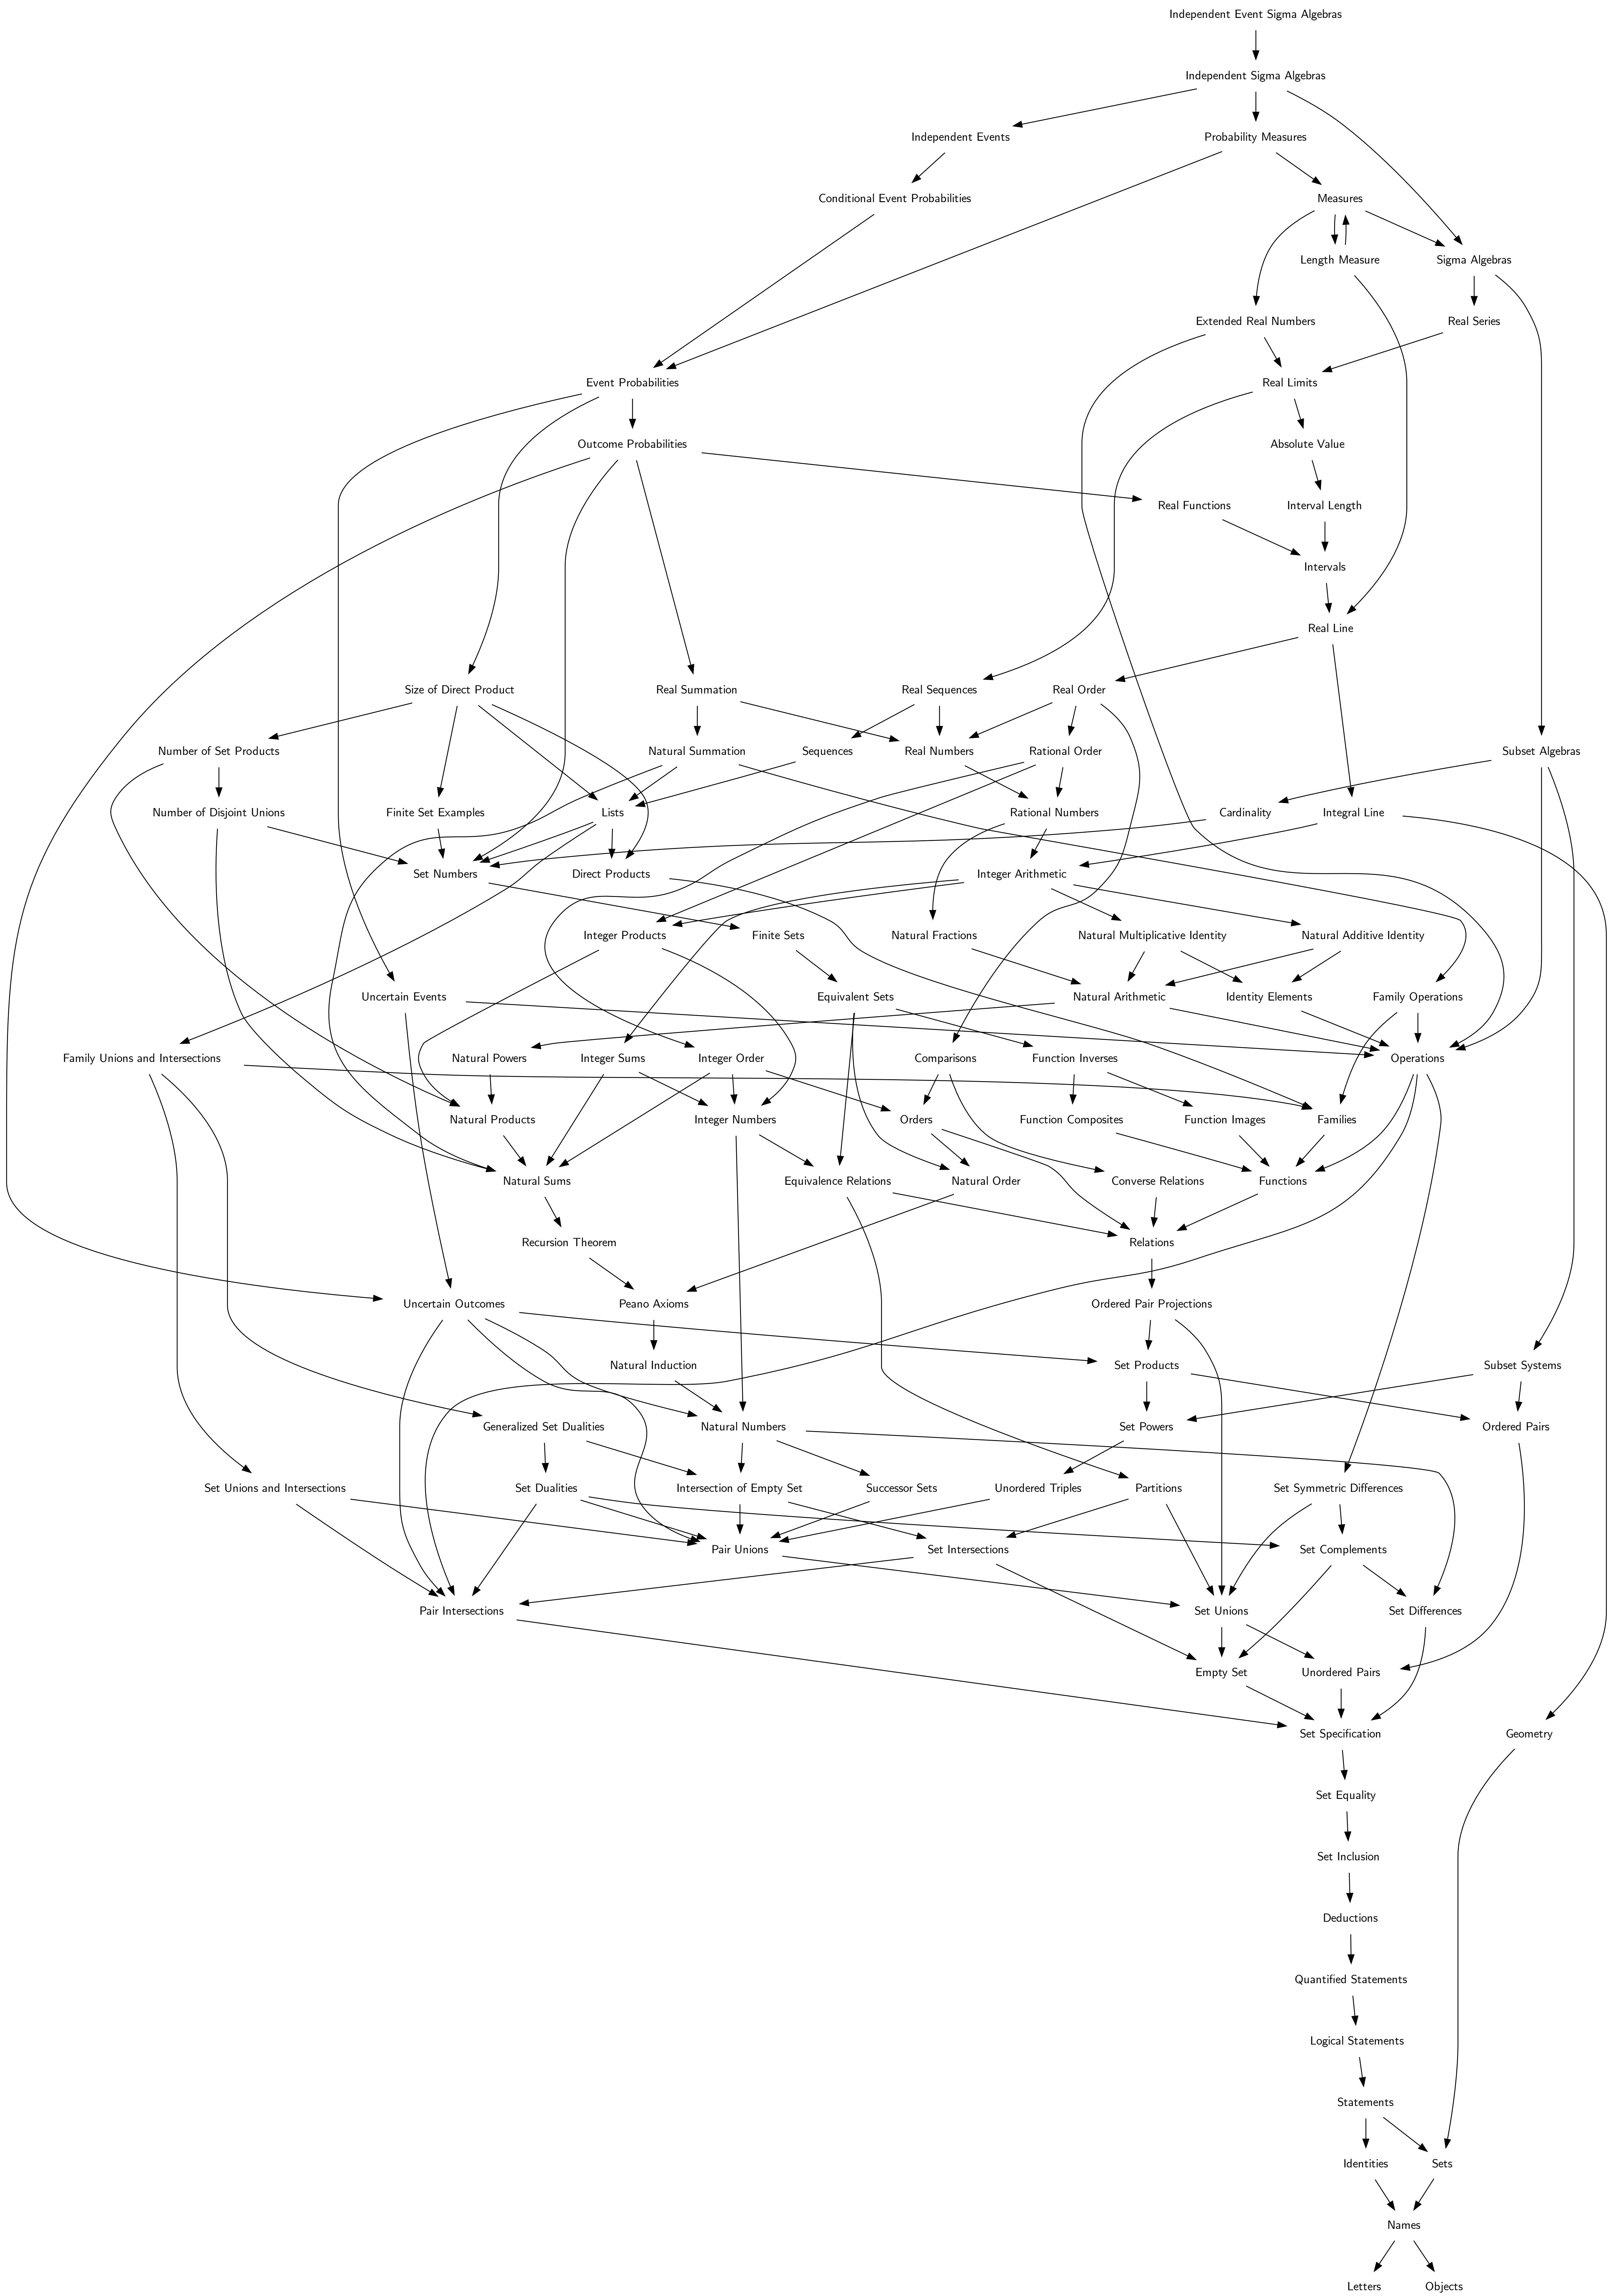 Independent Event Sigma Algebras
Independent Sigma Algebras
Independent Events
Probability Measures
Conditional Event Probabilities
Measures
Length Measure
Sigma Algebras
Extended Real Numbers
Real Series
Event Probabilities
Real Limits
Outcome Probabilities
Absolute Value
Real Functions
Interval Length
Intervals
Real Line
Size of Direct Product
Real Summation
Real Sequences
Real Order
Number of Set Products
Natural Summation
Sequences
Real Numbers
Rational Order
Subset Algebras
Number of Disjoint Unions
Finite Set Examples
Lists
Rational Numbers
Cardinality
Integral Line
Set Numbers
Direct Products
Integer Arithmetic
Integer Products
Finite Sets
Natural Fractions
Natural Multiplicative Identity
Natural Additive Identity
Uncertain Events
Equivalent Sets
Natural Arithmetic
Identity Elements
Family Operations
Family Unions and Intersections
Natural Powers
Integer Sums
Integer Order
Comparisons
Function Inverses
Operations
Natural Products
Integer Numbers
Orders
Function Composites
Function Images
Families
Natural Sums
Equivalence Relations
Natural Order
Converse Relations
Functions
Recursion Theorem
Relations
Uncertain Outcomes
Peano Axioms
Ordered Pair Projections
Natural Induction
Set Products
Subset Systems
Generalized Set Dualities
Natural Numbers
Set Powers
Ordered Pairs
Set Unions and Intersections
Set Dualities
Intersection of Empty Set
Successor Sets
Unordered Triples
Partitions
Set Symmetric Differences
Pair Unions
Set Intersections
Set Complements
Pair Intersections
Set Unions
Set Differences
Empty Set
Unordered Pairs
Set Specification
Geometry
Set Equality
Set Inclusion
Deductions
Quantified Statements
Logical Statements
Statements
Identities
Sets
Names
Letters
Objects